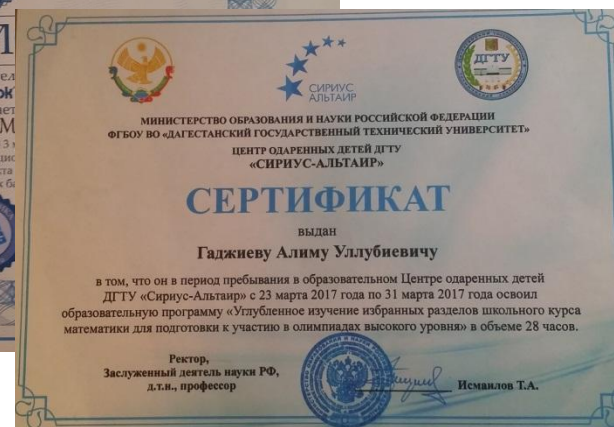 СИРИУС
АЛЬТАИР
ДГТУ
МИНИСТЕРСТВО ОБРАЗОВАНИЯ И НАУКИ РОССИЙСКОЙ ФЕДЕРАЦИИ
ФГБОУ ВО «ДАГЕСТАНСКИЙ ГОСУДАРСТВЕННЫЙ ТЕХНИЧЕСКИЙ УНИВЕРСИТЕТ»
ЦЕНТР ОДАРЕННЫХ ДЕТЕЙ ДГТУ
«СИРИУС-АЛЬТАИР»
СЕРТИФИКАТ
выдан
Гаджиеву Алиму Уллубиевичу
в том, что он в период пребывания в образовательном Центре одаренных детей
ДГТУ «Сириус-Альтаир» с 23 марта 2017 года по 31 марта 2017 года освоил
образовательную программу «Углубленное изучение избранных разделов школьного курса
математики для подготовки к участию в олимпиадах высокого уровня» в объеме 28 часов.
Ректор,
Заслуженный деятель науки РФ,
д.т.н., профессор
Исмаилов Т.А.